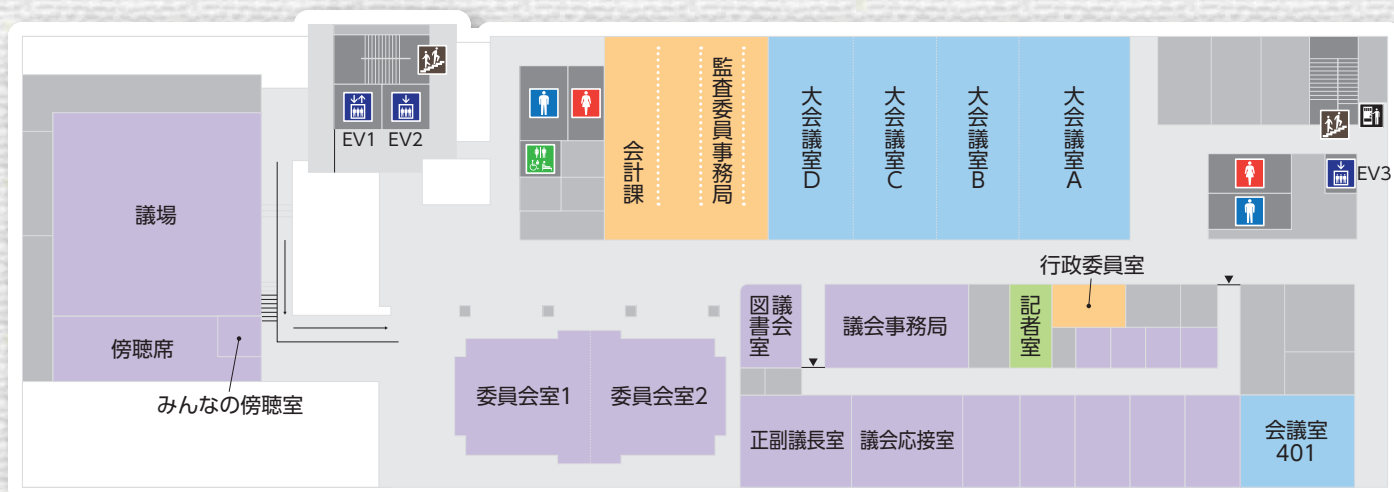 EV1
EV2
会計課
監査委員事務局
大会議室D
大会議室C
大会議室B
大会議室A
EV3
議場
行政委員室
図書室
議会
議会事務局
記者室
傍聴席
みんなの傍聴室
委員会室1
委員会室2
正副議長室
議会応接室
会議室
401